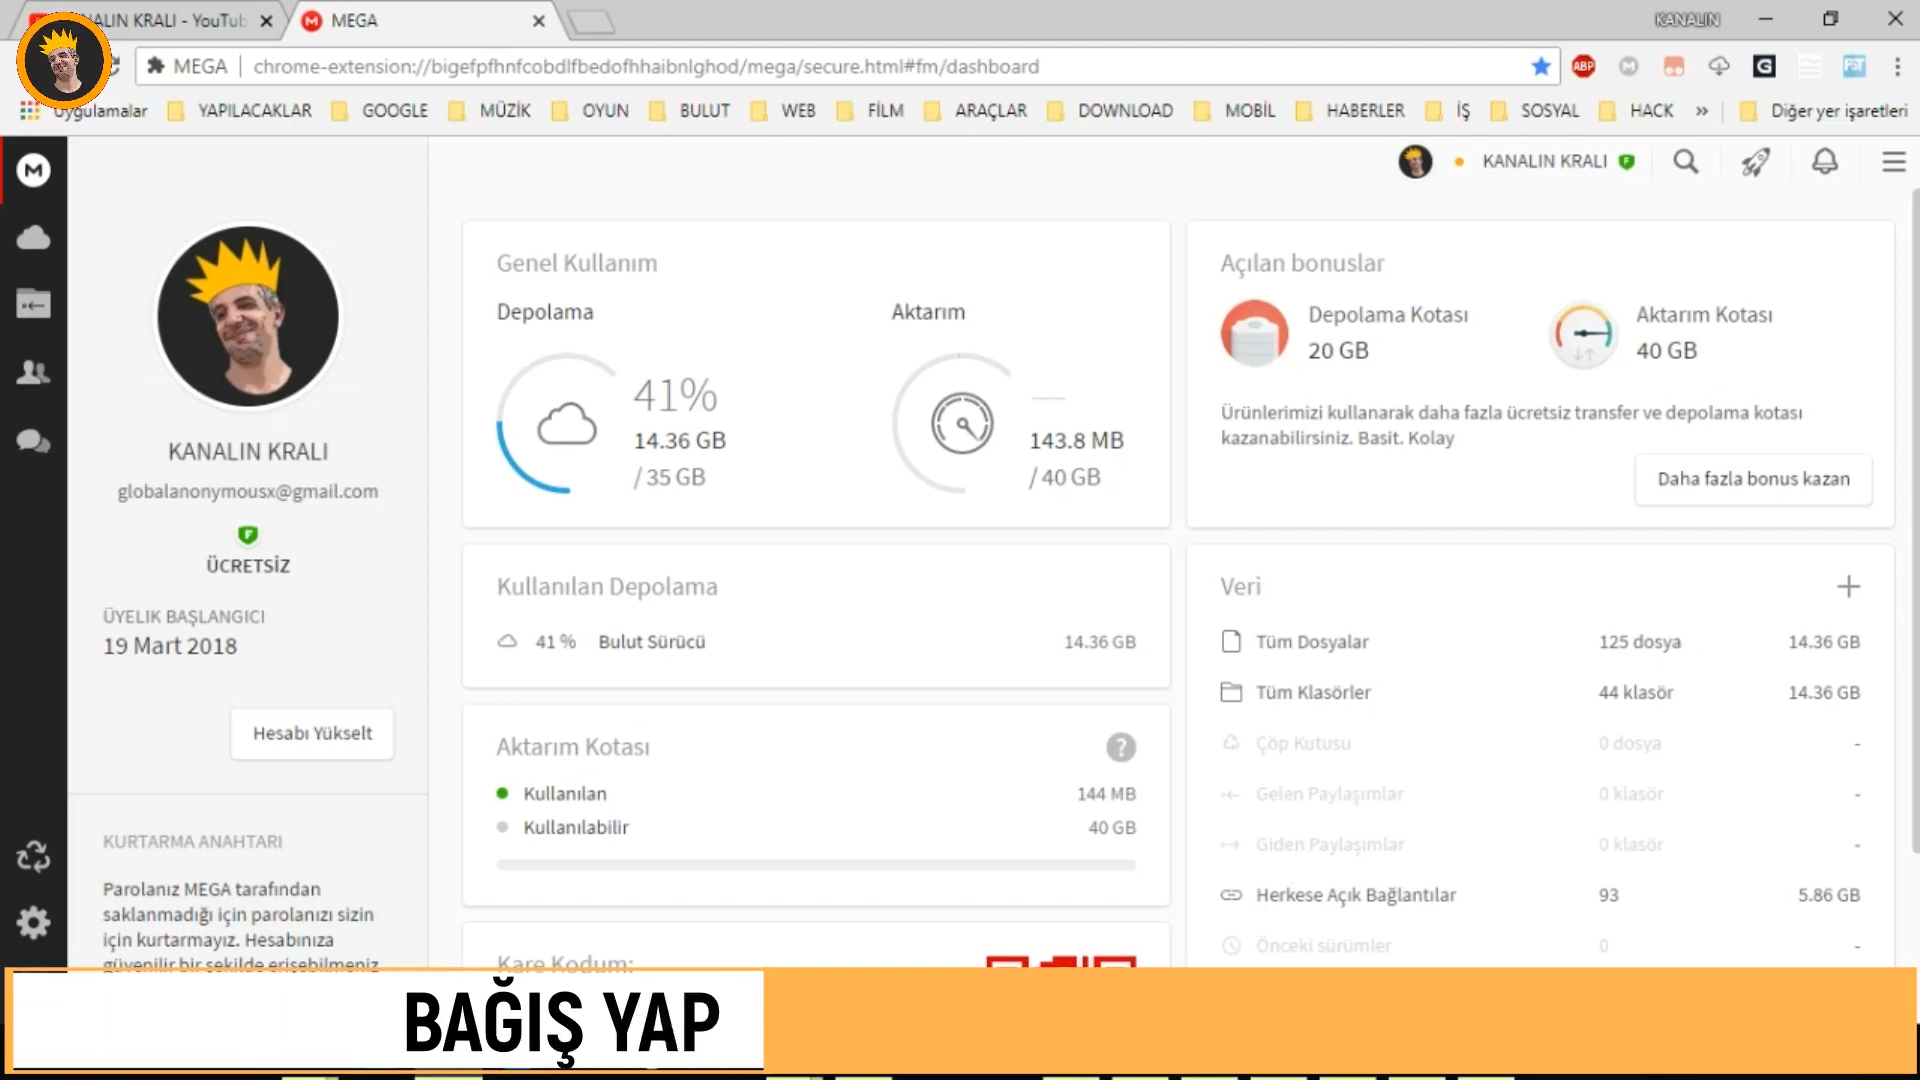 ALIN KRALI - YouTub
MEGA
KANALIN
MEGA
chrome-extension://bigefpfhnfcobdlfbedofhhaibnlghod/mega/secure.html#fm/dashboard
ABP
Uygulamalar
YAPILACAKLAR
GOOGLE
MÜZİK
OYUN
BULUT
WEB
FİLM
ARAÇLAR
DOWNLOAD
MOBİL
HABERLER
İŞ
SOSYAL
HACK
»
Diğer yer işaretleri
KANALIN KRALI
KANALIN KRALI
globalanonymousx@gmail.com
ÜCRETSİZ
ÜYELIK BAŞLANGICI
19 Mart 2018
Hesabı Yükselt
KURTARMA ANAHTARI
Parolanız MEGA tarafından
saklanmadığı için parolanızı sizin
için kurtarmayız. Hesabınıza
güvenilir bir şekilde erişebilmeniz
Genel Kullanım
Depolama
41%
14.36 GB
/ 35 GB
Aktarım
143.8 MB
/ 40 GB
Açılan bonuslar
Depolama Kotası
20 GB
Aktarım Kotası
40 GB
Ürünlerimizi kullanarak daha fazla ücretsiz transfer ve depolama kotası
kazanabilirsiniz. Basit. Kolay
Daha fazla bonus kazan
Kullanılan Depolama
41 % Bulut Sürücü 14.36 GB
Aktarım Kotası
?
Kullanılan 144 MB
Kullanılabilir 40 GB
Kare Kodum:
Veri
Tüm Dosyalar 125 dosya 14.36 GB
Tüm Klasörler 44 klasör 14.36 GB
Çöp Kutusu 0 dosya -
Gelen Paylaşımlar 0 klasör -
Giden Paylaşımlar 0 klasör -
Herkese Açık Bağlantılar 93 5.86 GB
Önceki sürümler 0 -
BAĞIŞ YAP